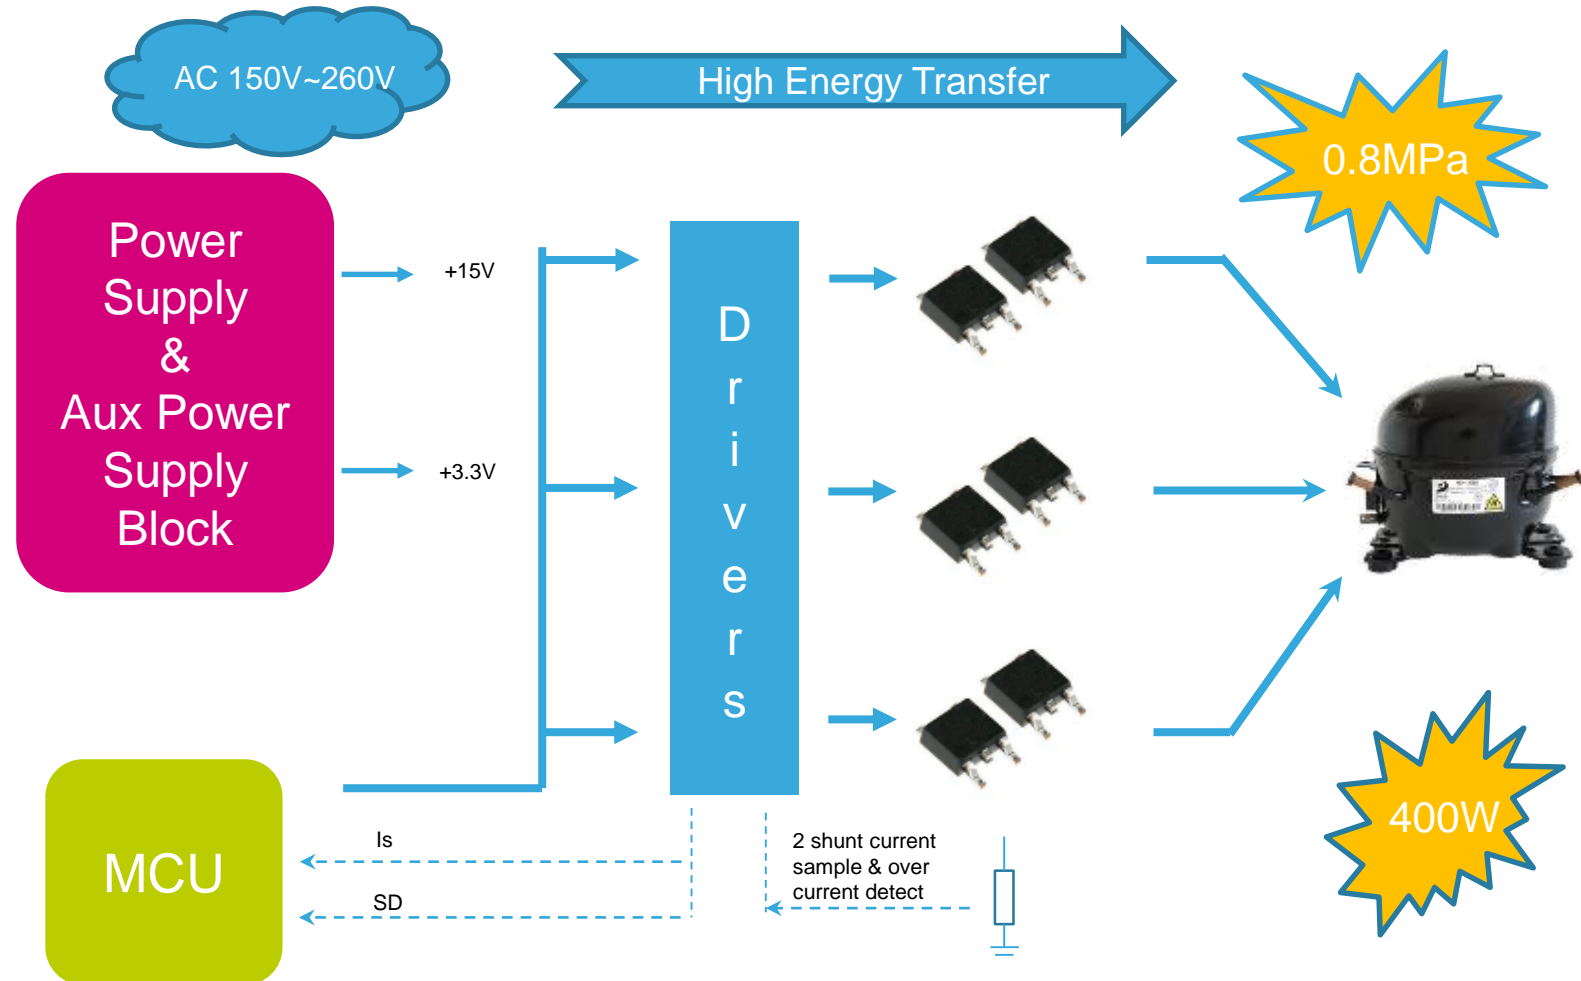 AC 150V~260V
High Energy Transfer
0.8MPa
Power
Supply
&
Aux Power
Supply
Block
+15V
+3.3V
D
r
i
v
e
r
s
MCU
Is
SD
2 shunt current
sample & over
current detect
400W